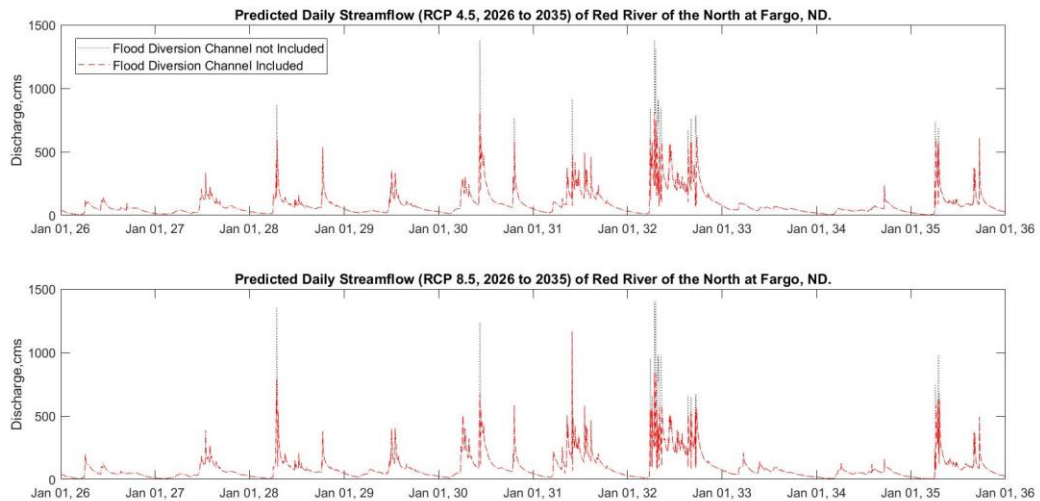 Predicted Daily Streamflow (RCP 4.5, 2026 to 2035) of Red River of the North at Fargo, ND.
1500
1000
500
0
Discharge,cms
Flood Diversion Channel not Included
Flood Diversion Channel Included
Jan 01, 26 Jan 01, 27 Jan 01, 28 Jan 01, 29 Jan 01, 30 Jan 01, 31 Jan 01, 32 Jan 01, 33 Jan 01, 34 Jan 01, 35 Jan 01, 36
Predicted Daily Streamflow (RCP 8.5, 2026 to 2035) of Red River of the North at Fargo, ND.
1500
1000
500
0
Discharge,cms
Jan 01, 26 Jan 01, 27 Jan 01, 28 Jan 01, 29 Jan 01, 30 Jan 01, 31 Jan 01, 32 Jan 01, 33 Jan 01, 34 Jan 01, 35 Jan 01, 36